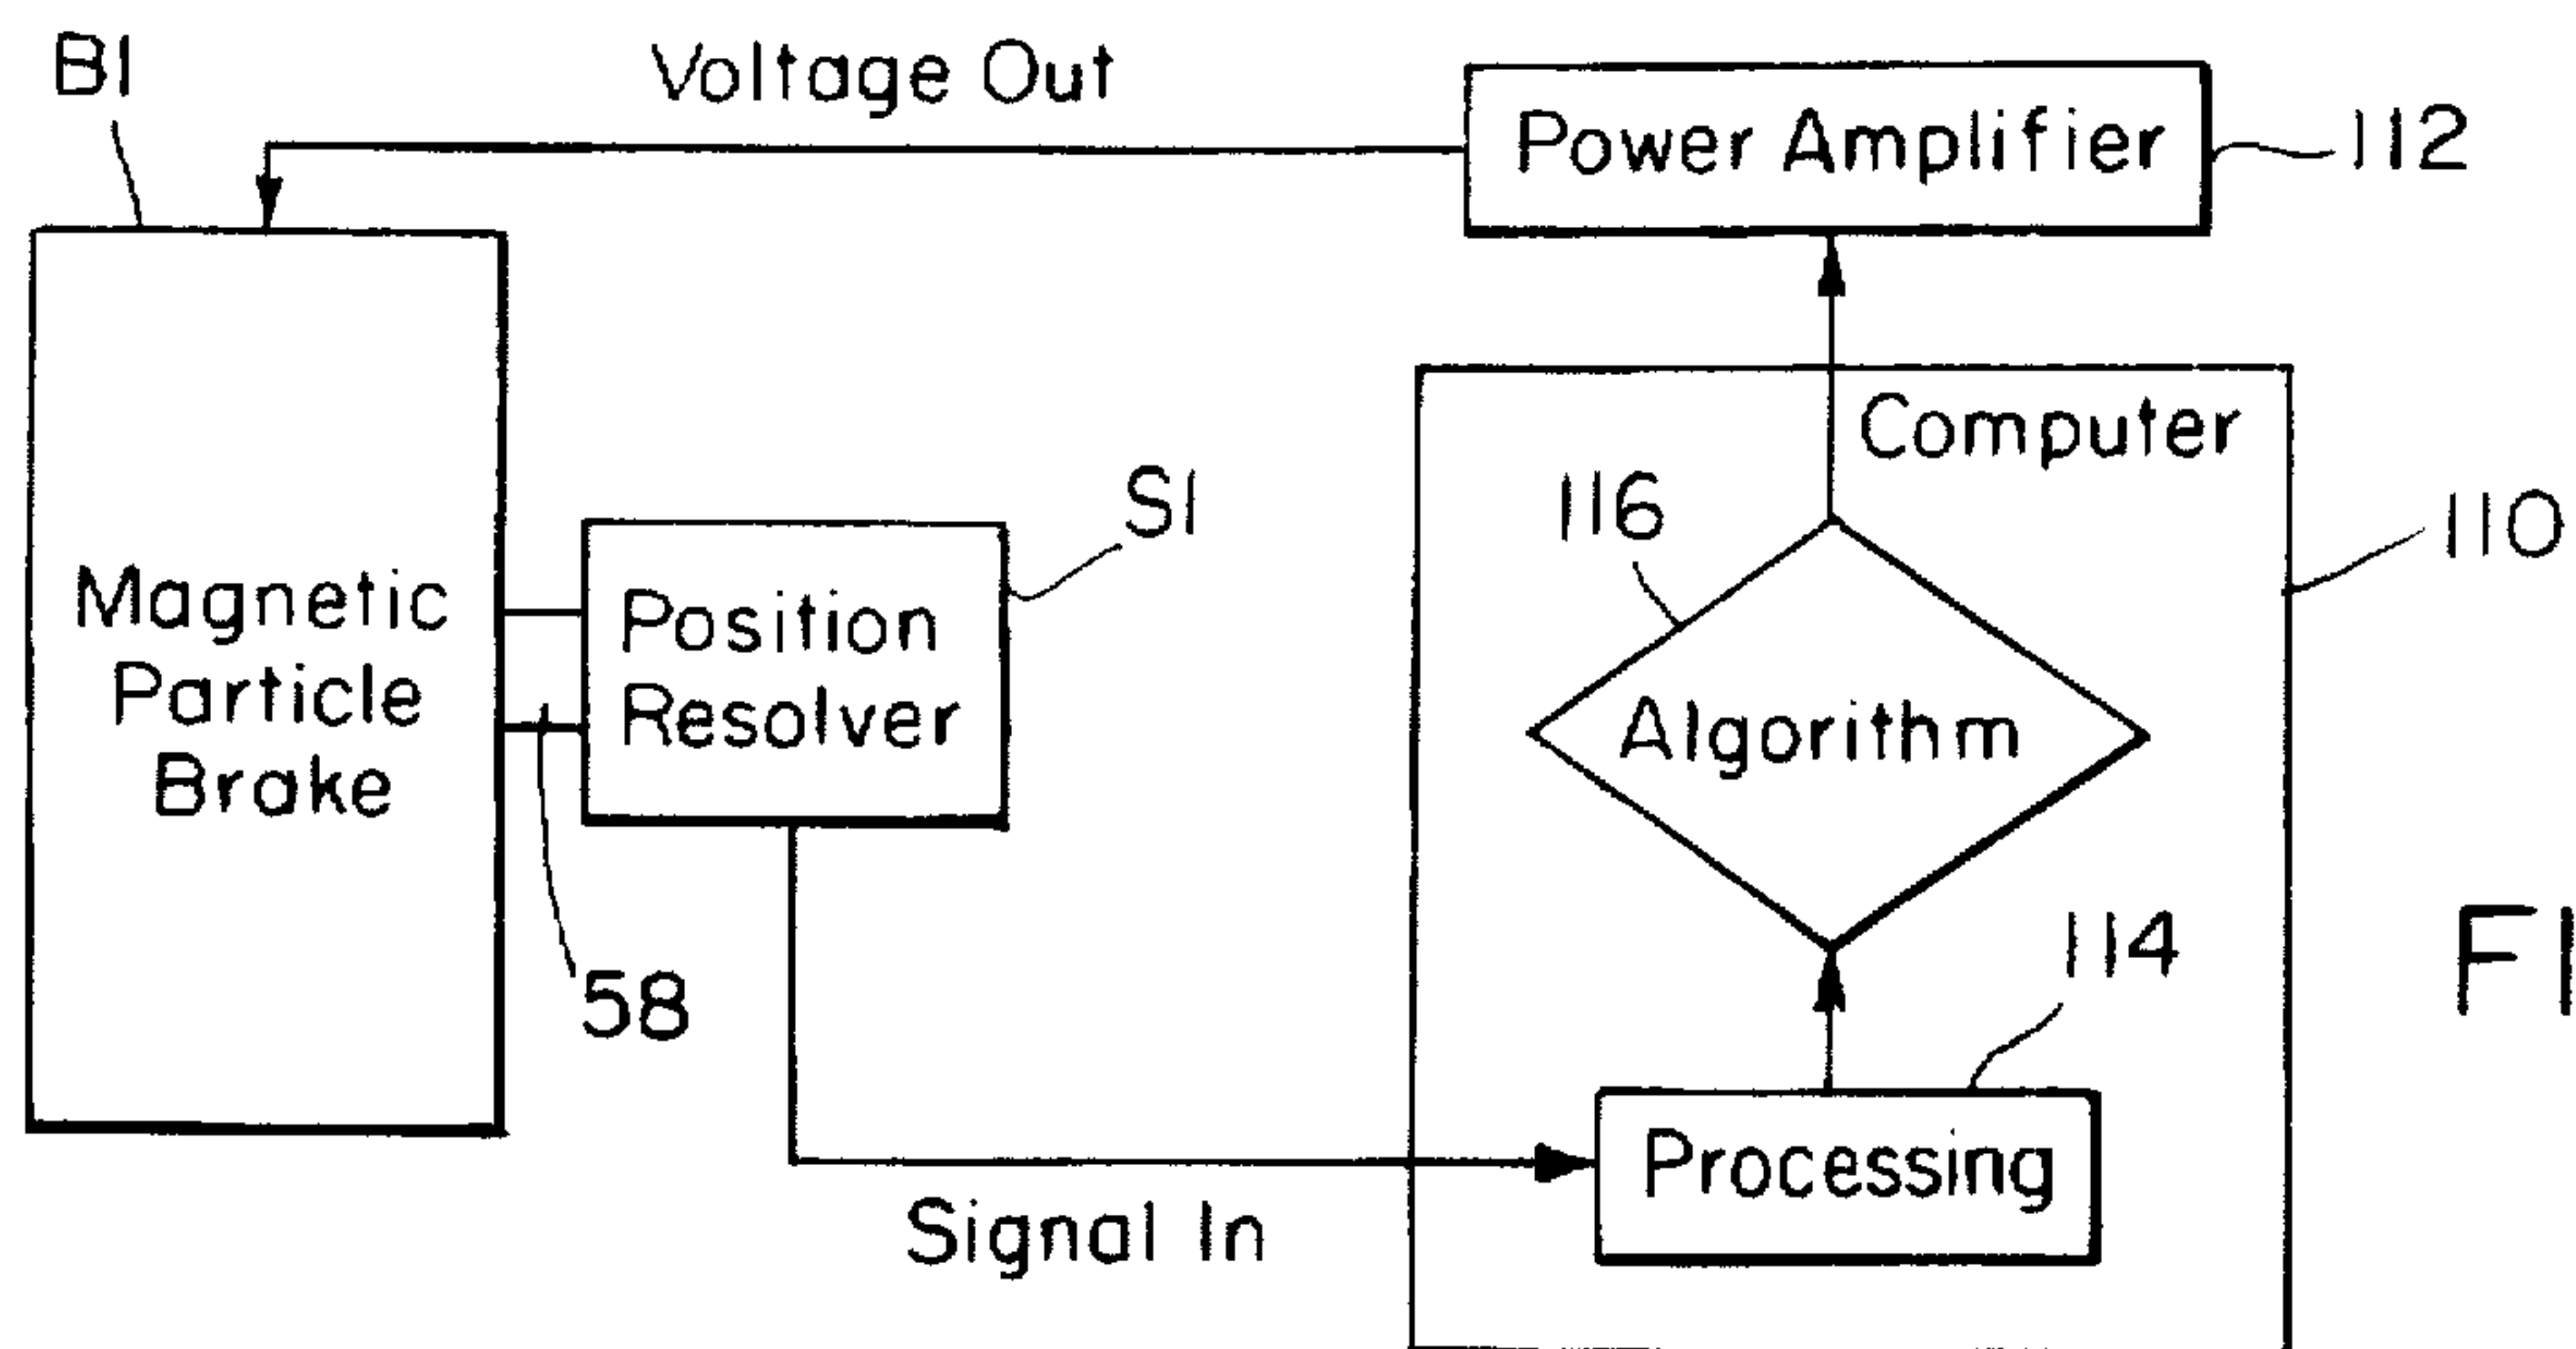 B1
Voltage Out
Power Amplifier
112
Computer
S1
116
110
Magnetic
Particle
Brake
Position
Resolver
Algorithm
58
114
FI
Processing
Signal In